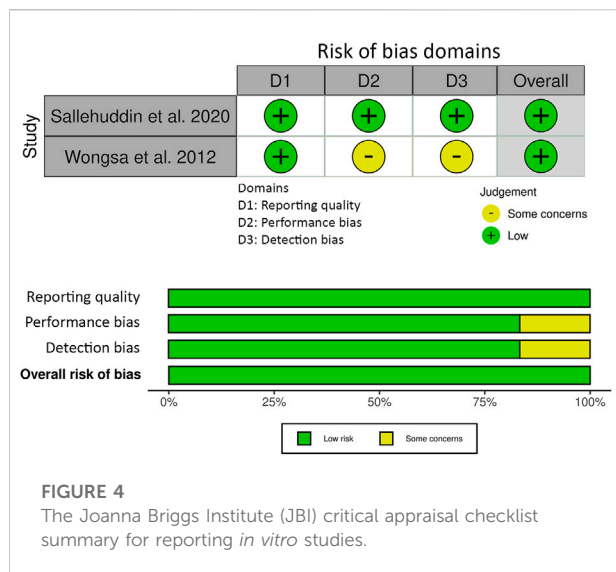 Risk of bias domains
D1 D2 D3 Overall
Study
Sallehuddin et al. 2020 + + + +
Wongsa et al. 2012 + - - +
Domains
D1: Reporting quality
D2: Performance bias
D3: Detection bias
Judgement
- Some concerns
+ Low
Reporting quality
Performance bias
Detection bias
Overall risk of bias
0% 25% 50% 75% 100%
Low risk Some concerns
FIGURE 4
The Joanna Briggs Institute (JBI) critical appraisal checklist
summary for reporting in vitro studies.